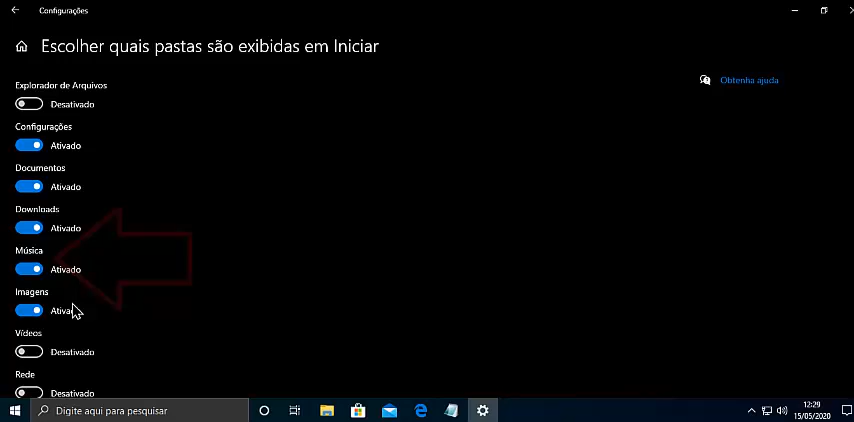 Configurações
Escolher quais pastas são exibidas em Iniciar
Explorador de Arquivos
Desativado
Obtenha ajuda
Configurações
Ativado
Documentos
Ativado
Downloads
Ativado
Música
Ativado
Imagens
Ativado
Vídeos
Desativado
Rede
Desativado
Digite aqui para pesquisar
12:29
15/05/2020